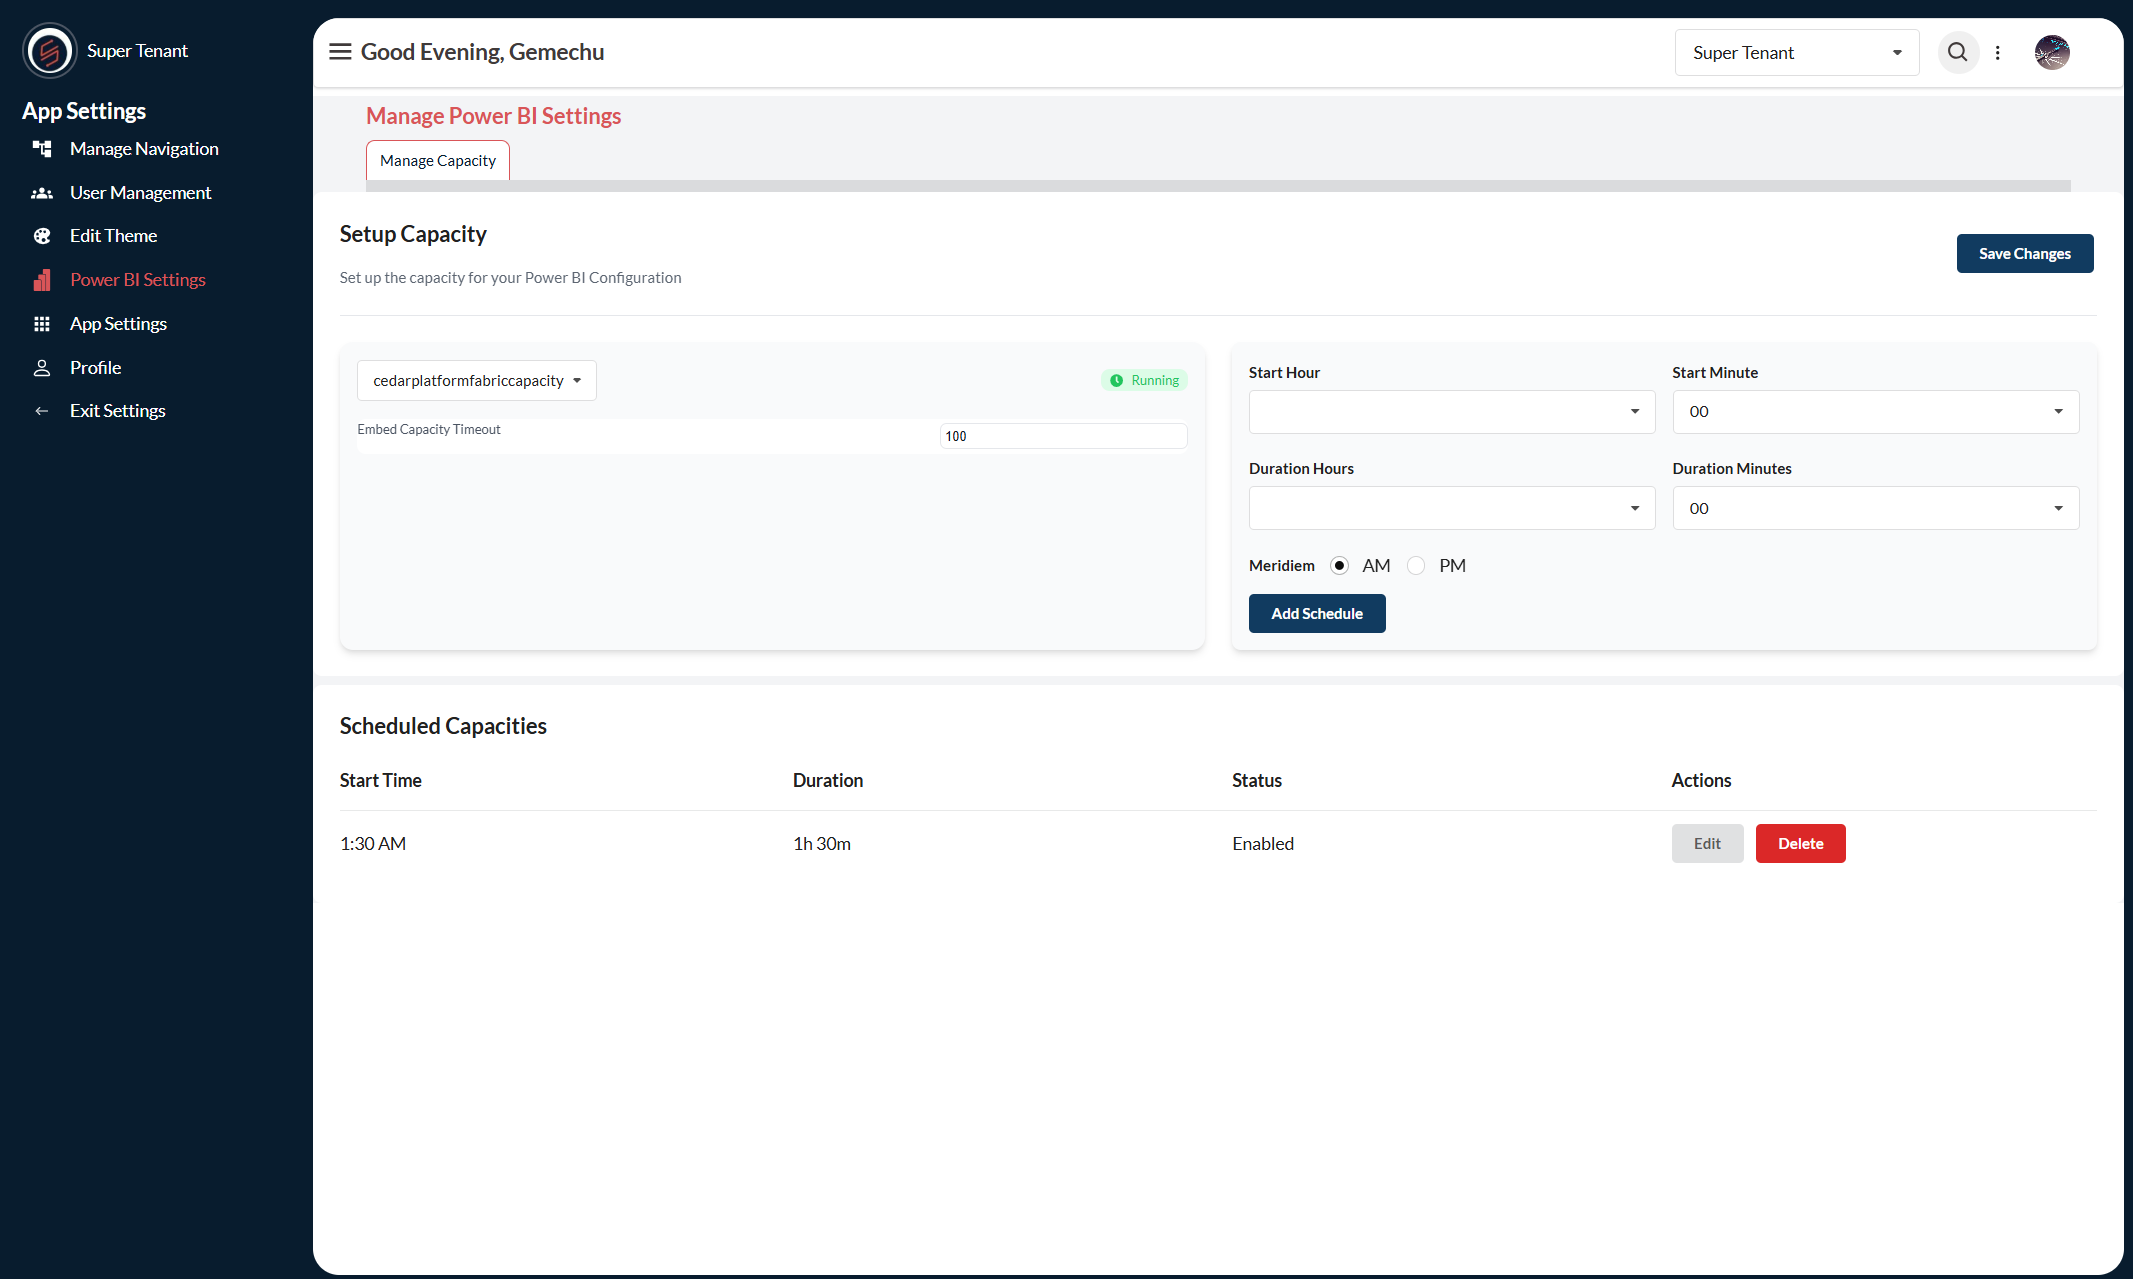 Super Tenant
App Settings
Manage Navigation
User Management
Edit Theme
Power BI Settings
App Settings
Profile
Exit Settings
Good Evening, Gemechu
Super Tenant
Manage Power BI Settings
Manage Capacity
Setup Capacity
Set up the capacity for your Power BI Configuration
Save Changes
cedarplatformfabriccapacity
Running
Embed Capacity Timeout
100
Start Hour
Start Minute
00
Duration Hours
Duration Minutes
00
Meridiem AM PM
Add Schedule
Scheduled Capacities
Start Time Duration Status Actions
1:30 AM 1h 30m Enabled Edit Delete